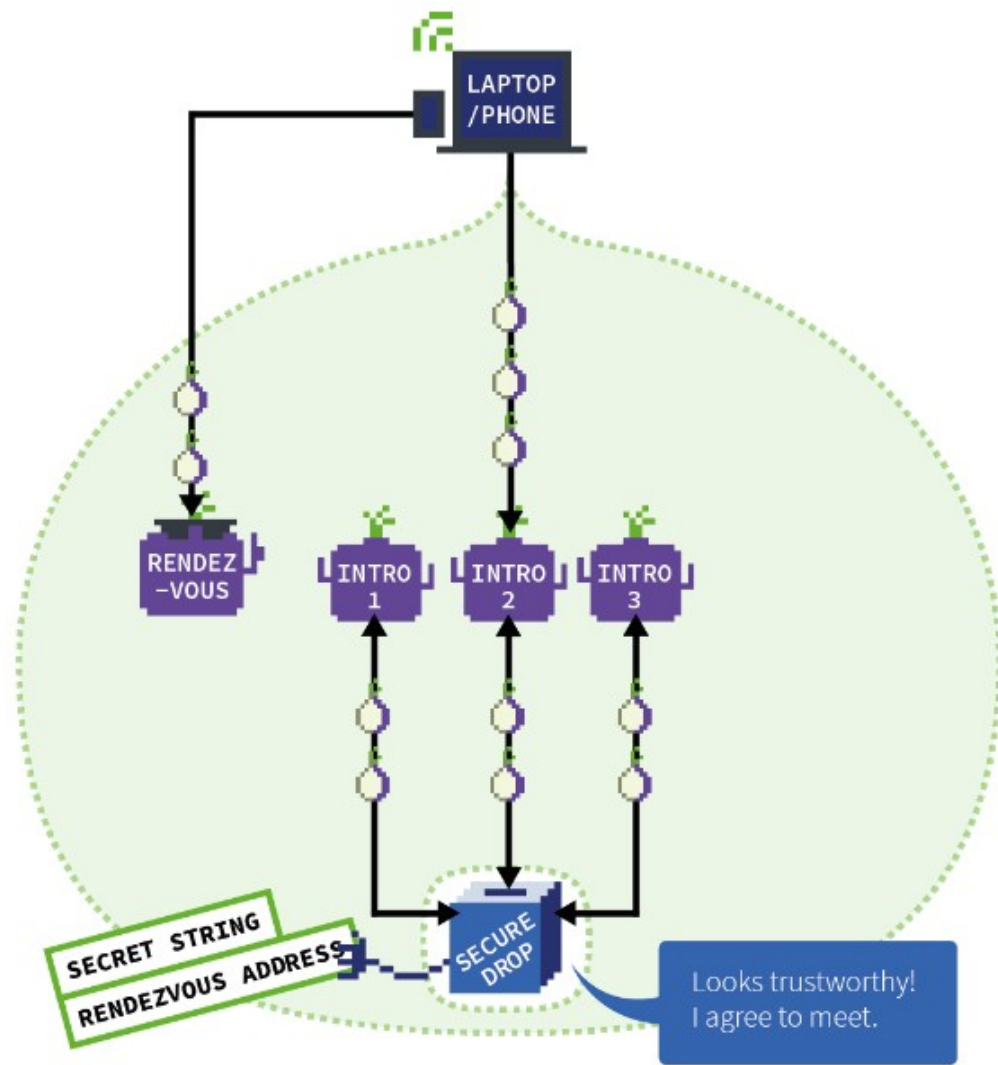 LAPTOP
/PHONE
RENDEZ
-VOUS
INTRO
1
INTRO
2
INTRO
3
SECRET STRING
RENDEZVOUS ADDRESS
SECURE
DROP
Looks trustworthy!
I agree to meet.